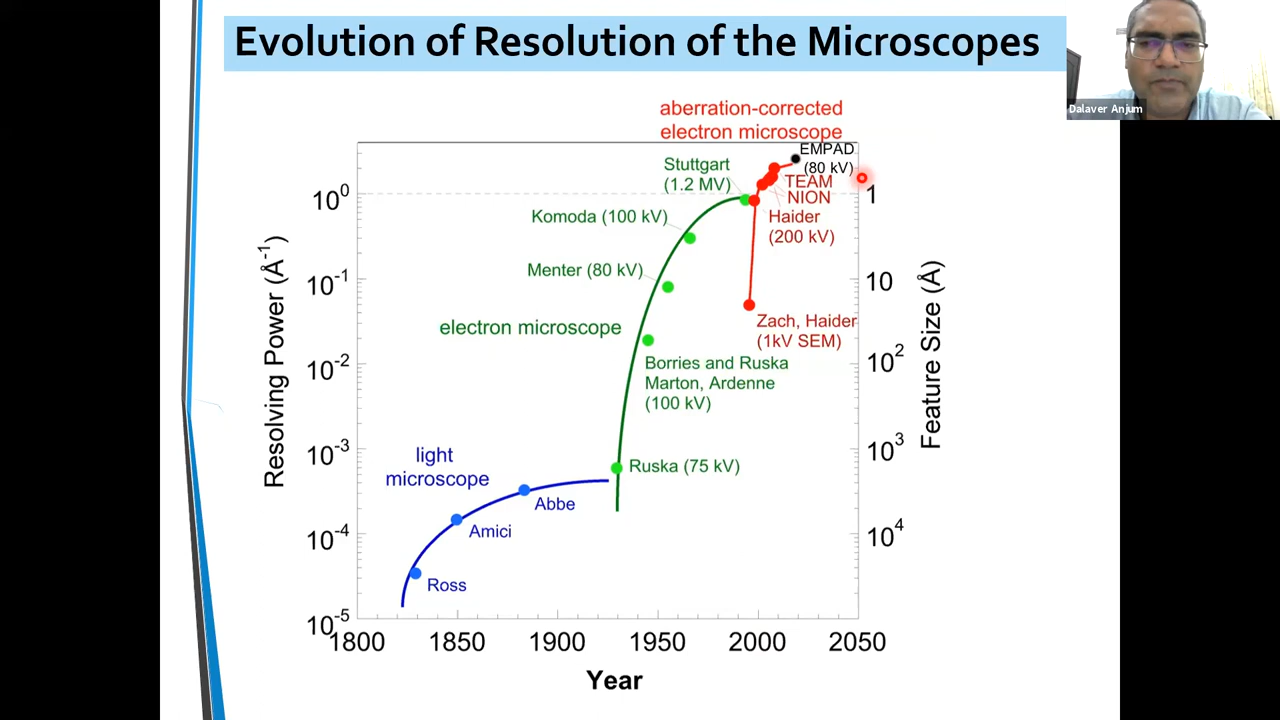 Evolution of Resolution of the Microscopes
Dalaver Anjum
aberration-corrected
electron microscope
EMPAD
(80 kV)
Stuttgart
(1.2 MV)
TEAM
NION
Komoda (100 kV)
Haider
(200 kV)
Menter (80 kV)
electron microscope
Zach, Haider
(1kV SEM)
Borries and Ruska
Marton, Ardenne
(100 kV)
light
microscope
Ruska (75 kV)
Abbe
Amici
Ross
Resolving Power (Å⁻¹)
10⁰
10⁻¹
10⁻²
10⁻³
10⁻⁴
10⁻⁵
1
10
10²
10³
10⁴
Feature Size (Å)
1800 1850 1900 1950 2000 2050
Year